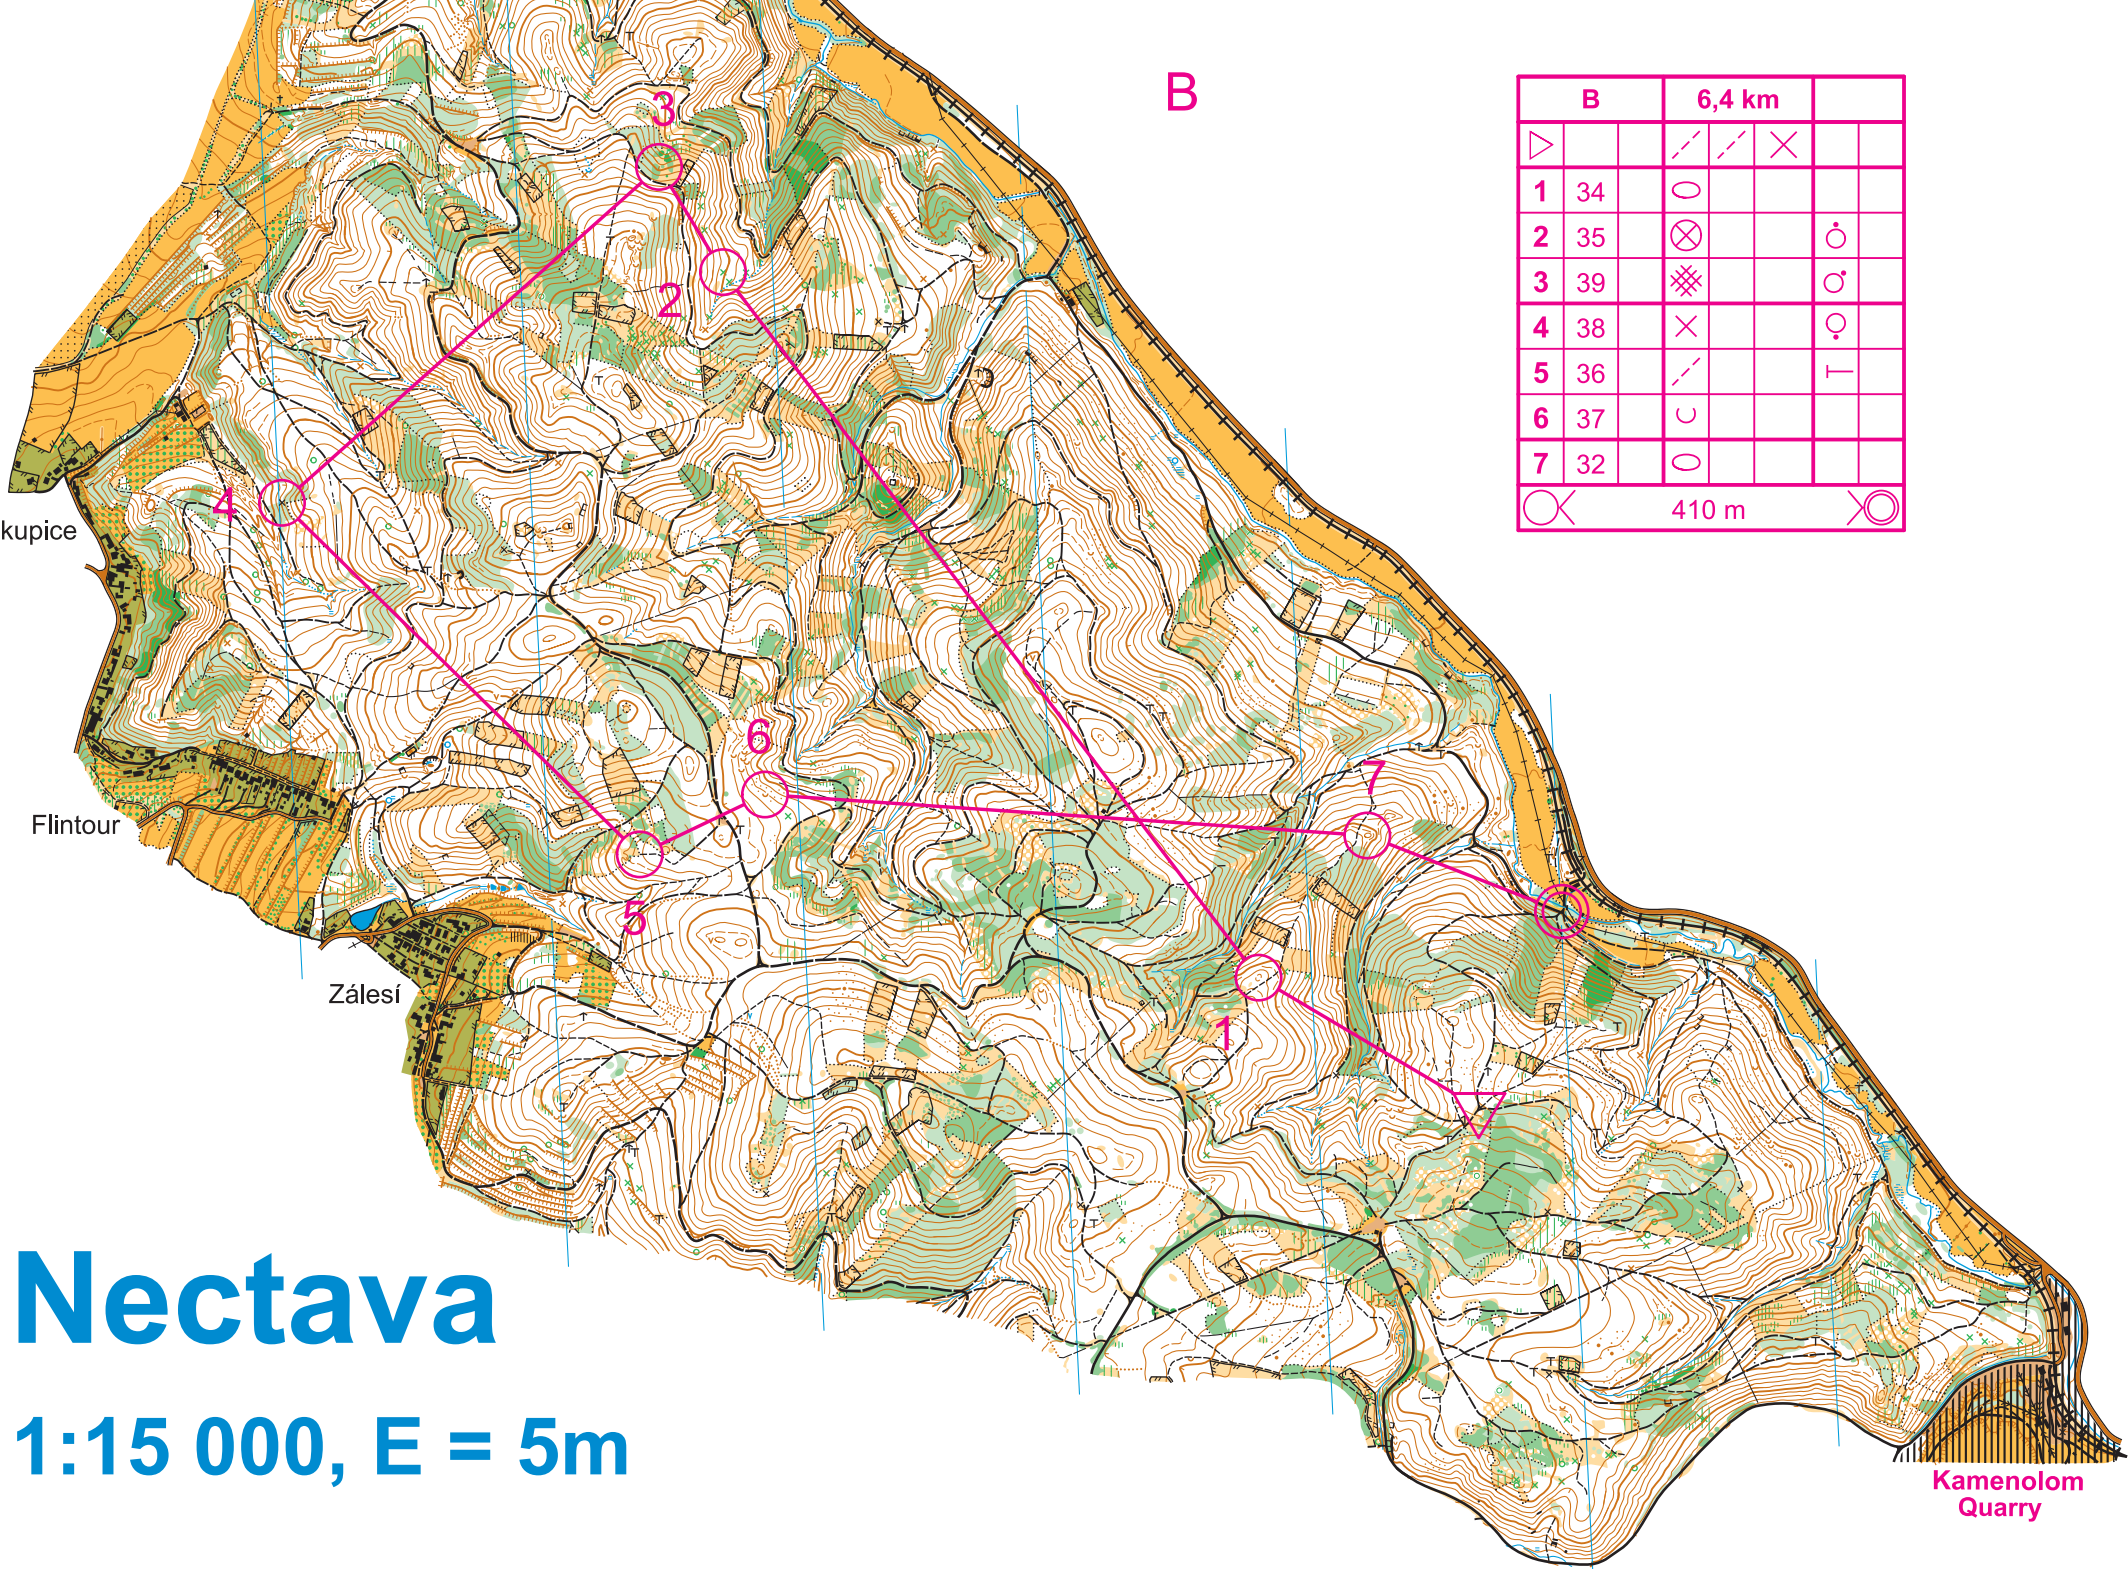 B
B 6,4 km
1 34
2 35
3 39
4 38
5 36
6 37
7 32
410 m
3
2
4
kupice
6
7
Flintour
5
Zálesí
1
Nectava
1:15 000, E = 5m
Kamenolom
Quarry